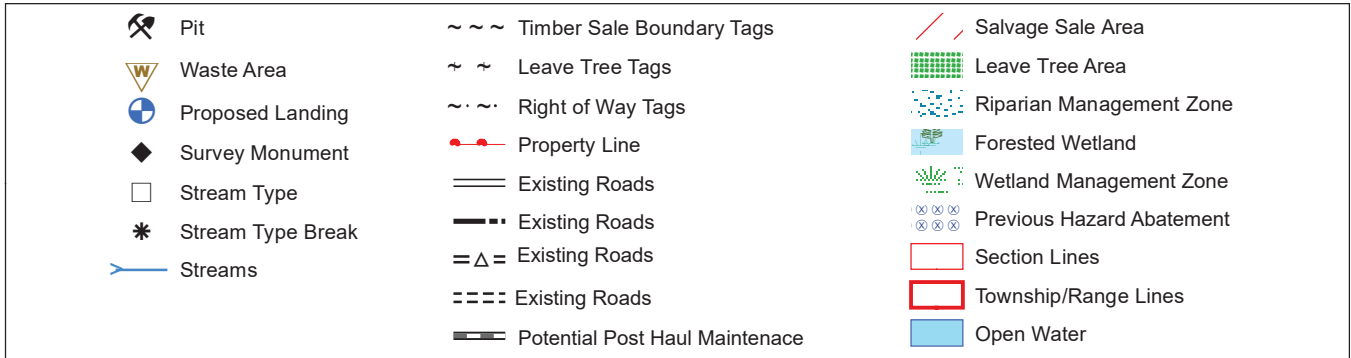 Pit
W
Waste Area
Proposed Landing
Survey Monument
Stream Type
Stream Type Break
Streams
Timber Sale Boundary Tags
Leave Tree Tags
Right of Way Tags
Property Line
Existing Roads
Existing Roads
Existing Roads
Existing Roads
Potential Post Haul Maintenace
Salvage Sale Area
Leave Tree Area
Riparian Management Zone
Forested Wetland
Wetland Management Zone
Previous Hazard Abatement
Section Lines
Township/Range Lines
Open Water